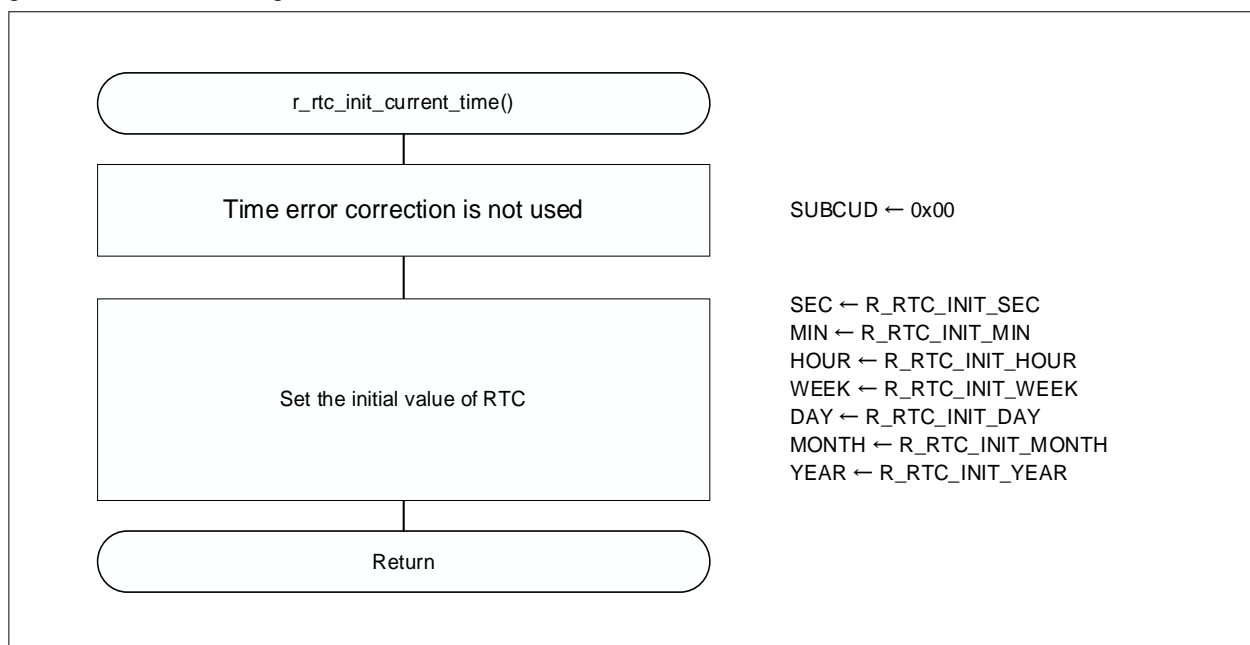 r_rtc_init_current_time()
Time error correction is not used
SUBCUD ← 0x00
Set the initial value of RTC
SEC ← R_RTC_INIT_SEC
MIN ← R_RTC_INIT_MIN
HOUR ← R_RTC_INIT_HOUR
WEEK ← R_RTC_INIT_WEEK
DAY ← R_RTC_INIT_DAY
MONTH ← R_RTC_INIT_MONTH
YEAR ← R_RTC_INIT_YEAR
Return